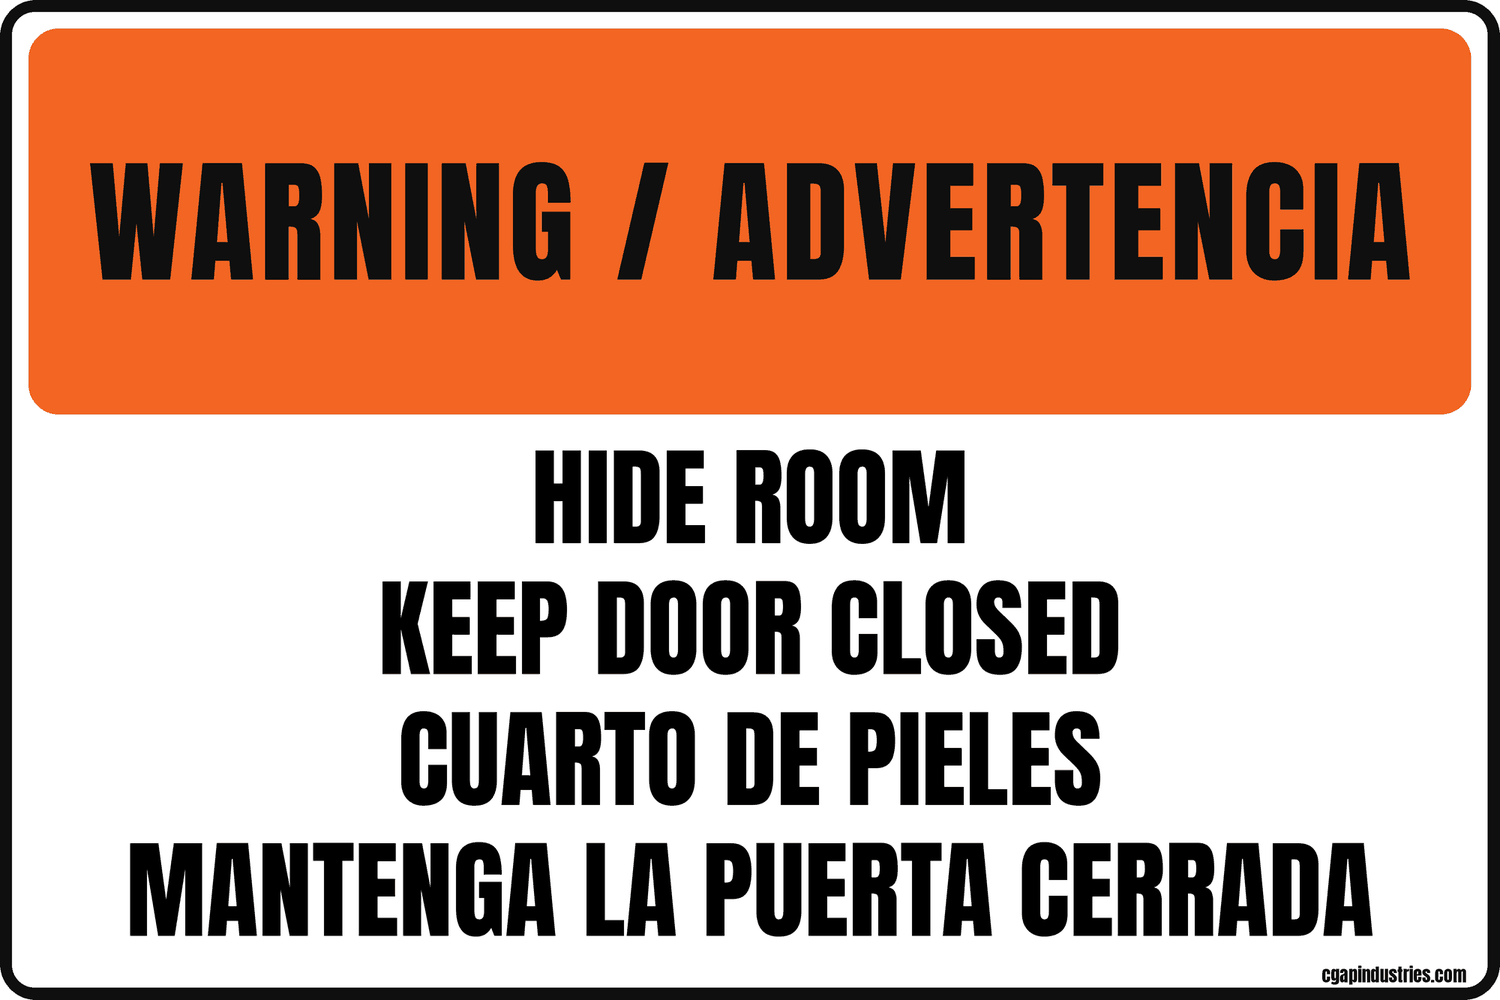 WARNING / ADVERTENCIA
HIDE ROOM
KEEP DOOR CLOSED
CUARTO DE PIELES
MANTENGA LA PUERTA CERRADA
cgapindustries.com